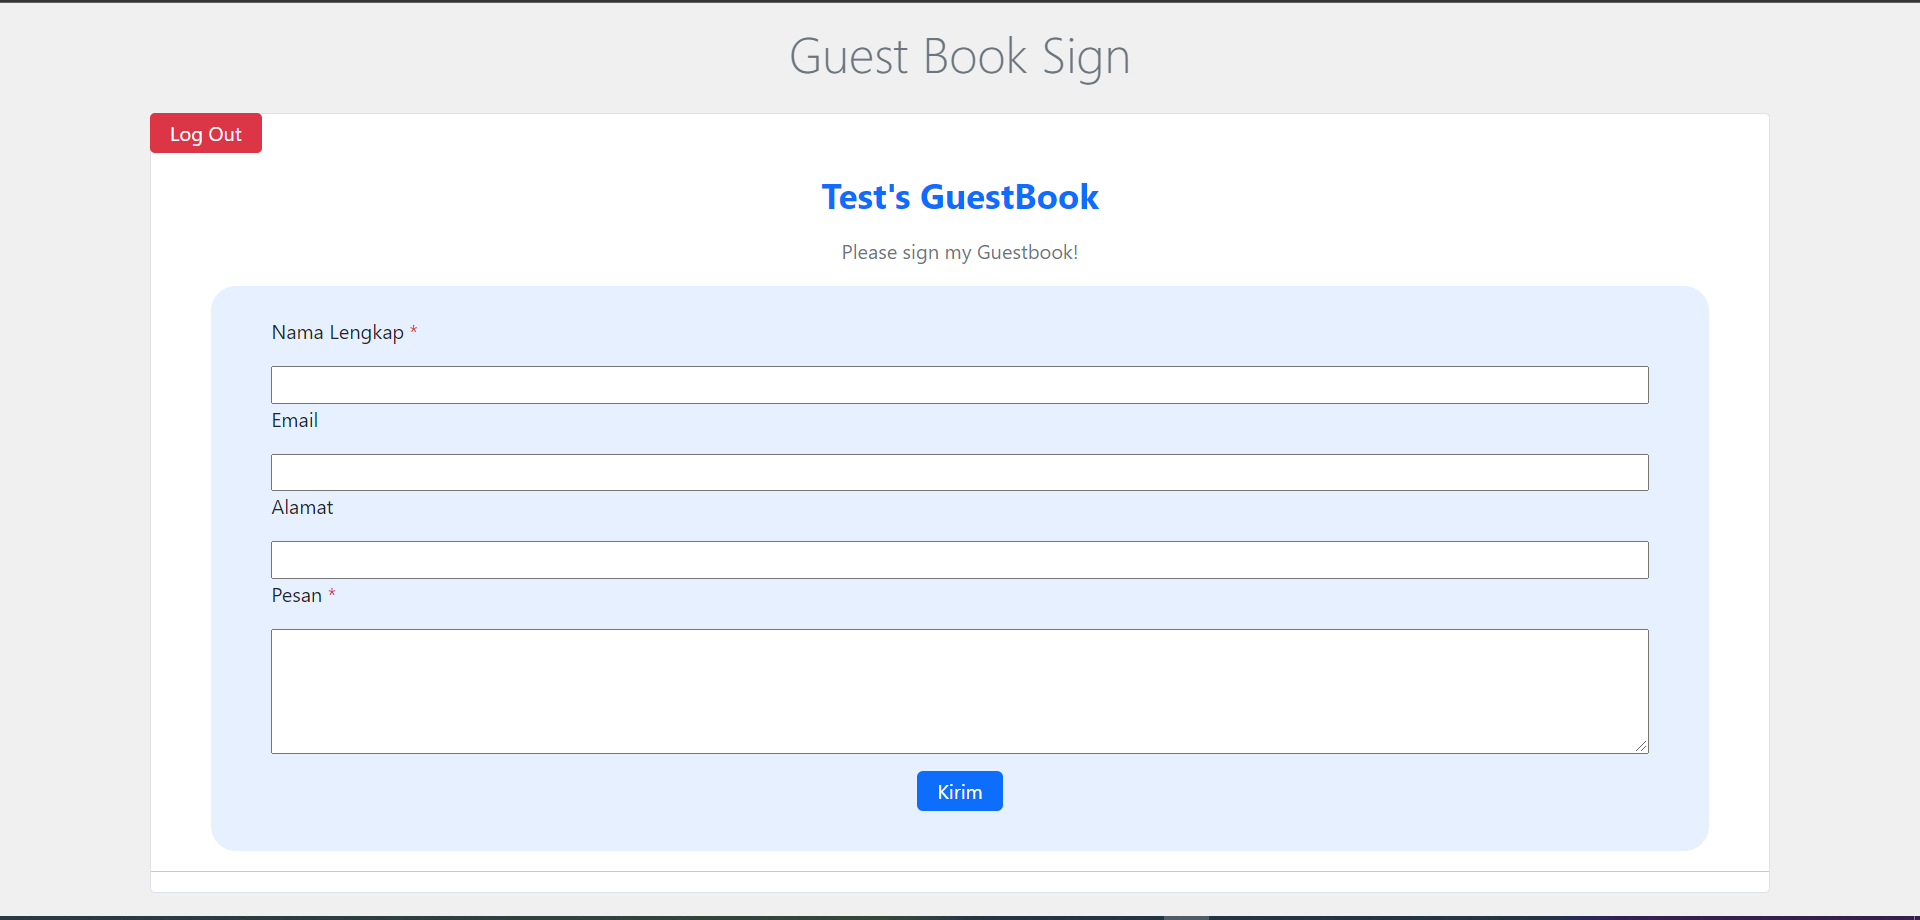 Guest Book Sign
Log Out
Test's GuestBook
Please sign my Guestbook!
Nama Lengkap *
Email
Alamat
Pesan *
Kirim